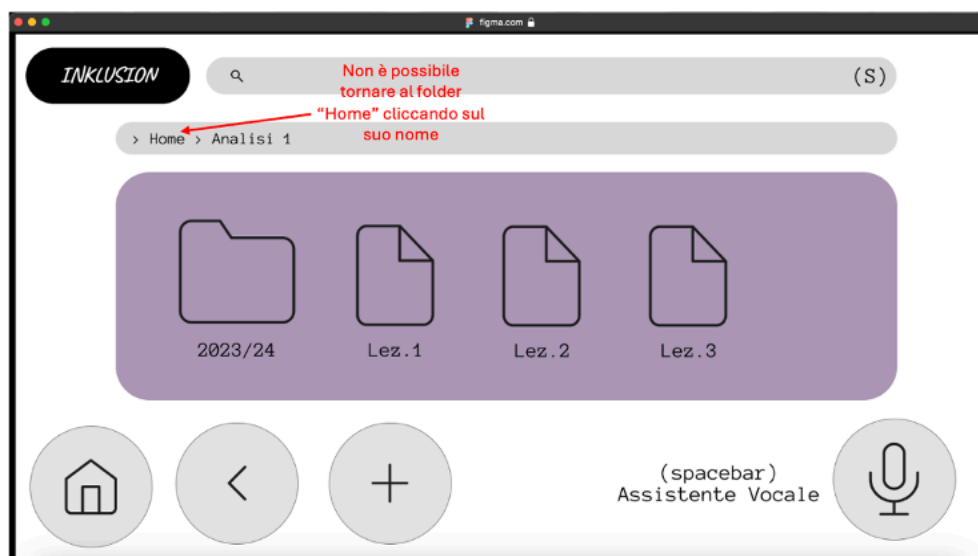 figma.com
INKLUSION
(S)
Non è possibile
tornare al folder
“Home” cliccando sul
suo nome
> Home > Analisi 1
2023/24
Lez.1
Lez.2
Lez.3
(spacebar)
Assistente Vocale